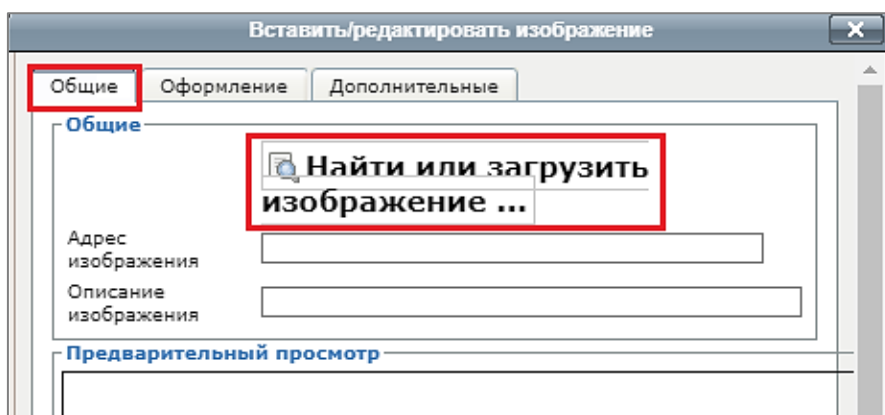 Вставить/редактировать изображение
Общие Оформление Дополнительные
Общие
Найти или загрузить
изображение ...
Адрес
изображения
Описание
изображения
Предварительный просмотр